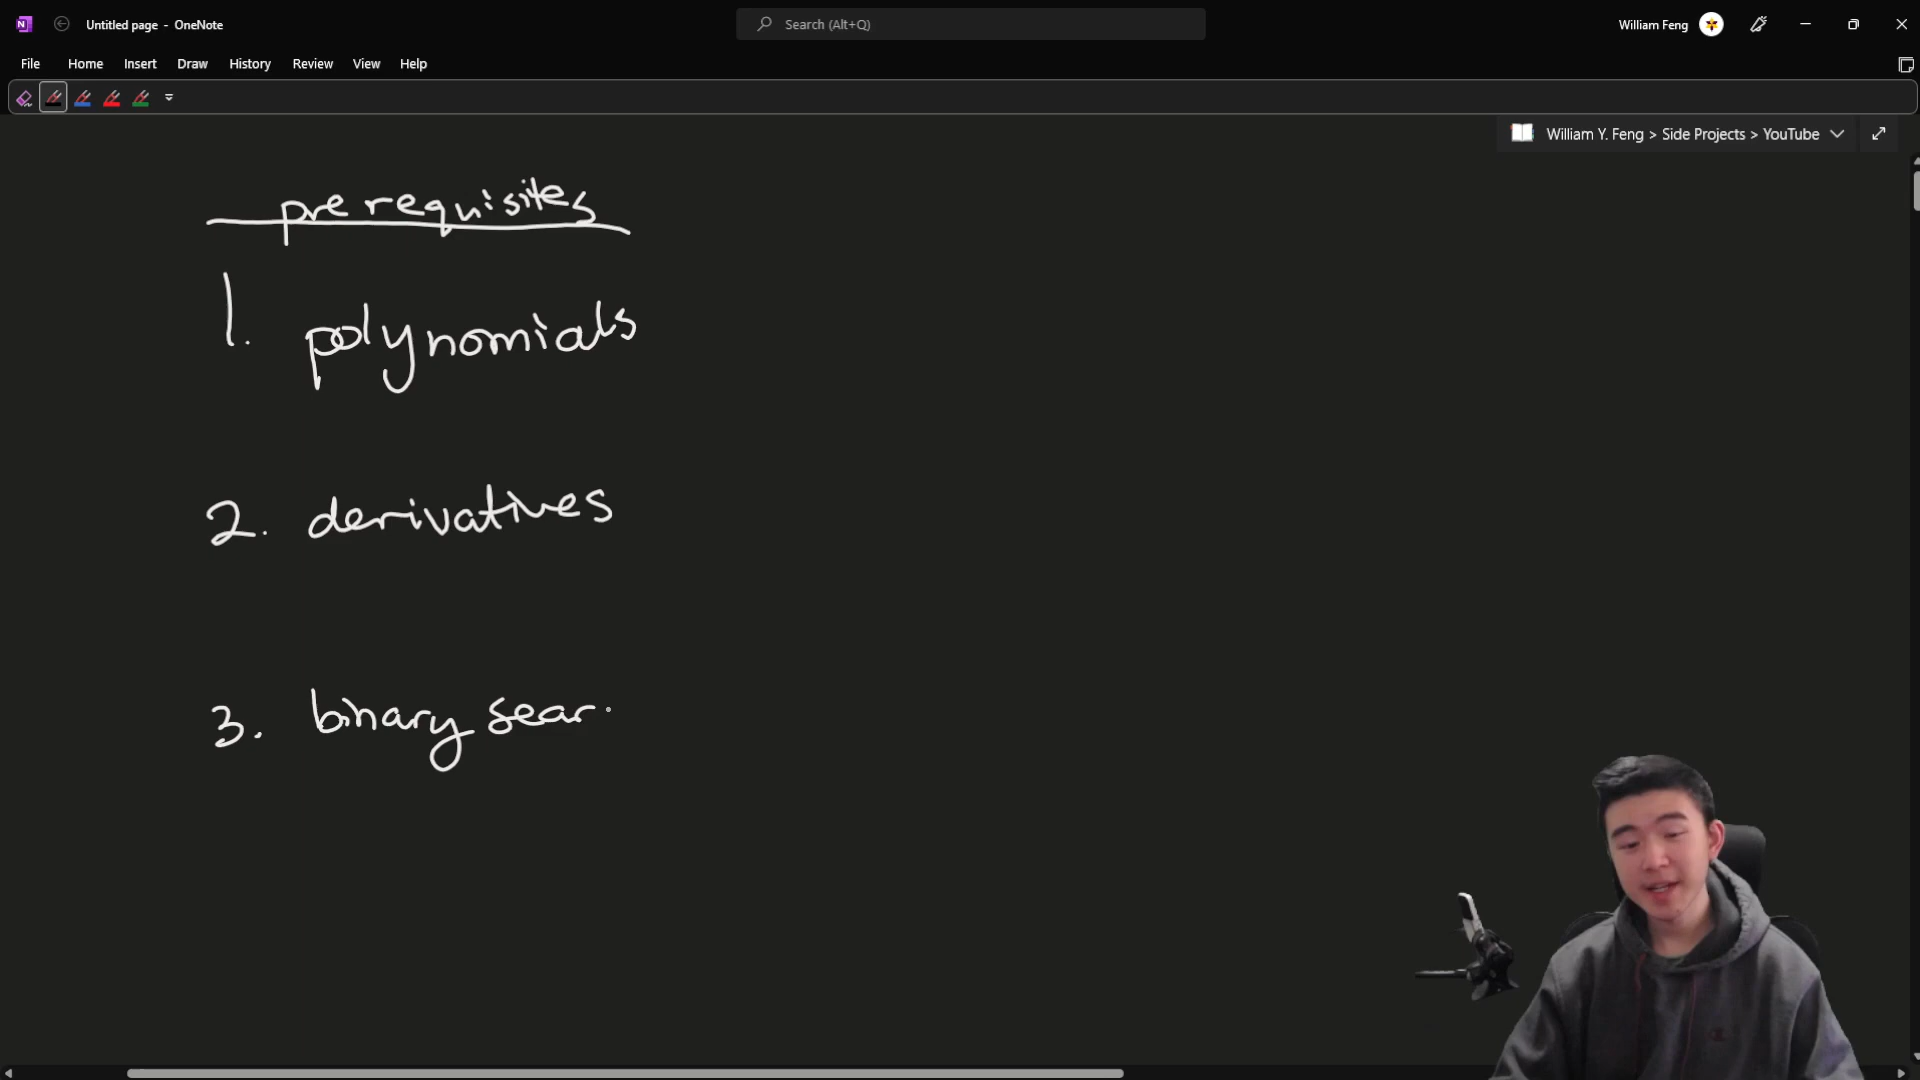 Untitled page - OneNote
Search (Alt+Q)
William Feng
File Home Insert Draw History Review View Help
William Y. Feng > Side Projects > YouTube
prerequisites
1. polynomials
2. derivatives
3. binary sear